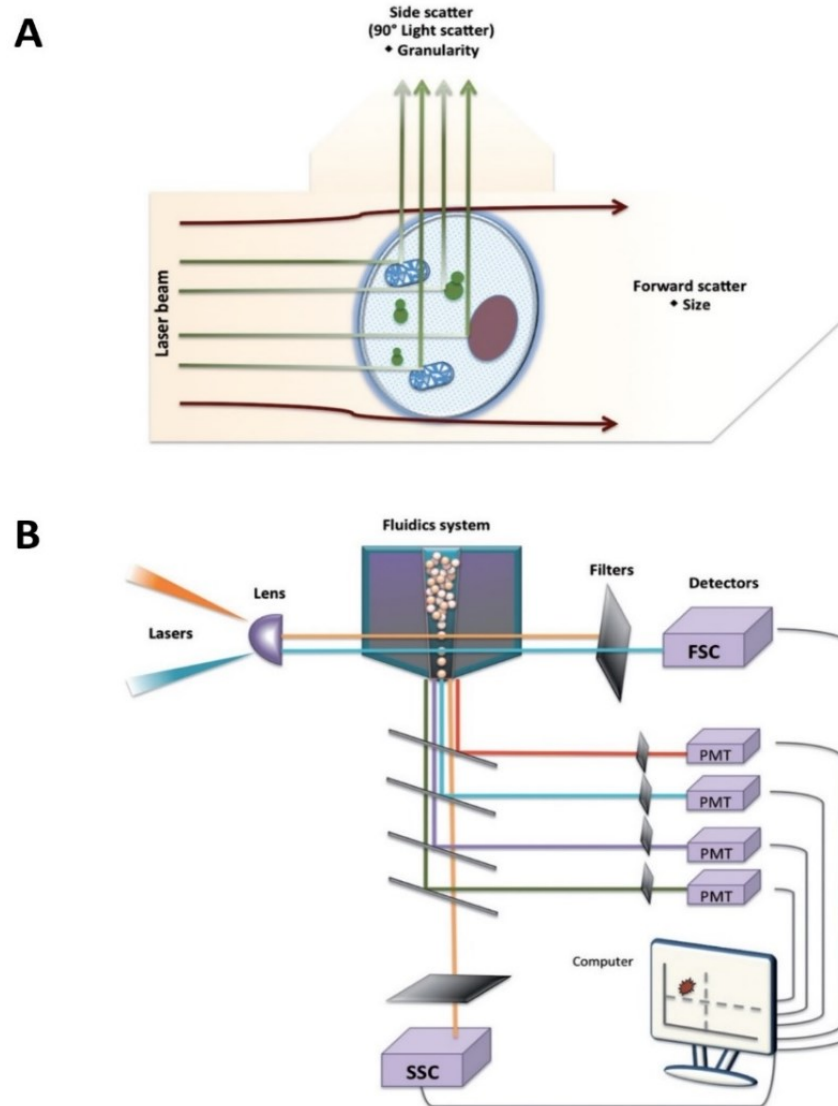 A
Side scatter
(90° Light scatter)
◆ Granularity
Laser beam
Forward scatter
◆ Size
B
Fluidics system
Lens
Filters
Detectors
Lasers
FSC
PMT
PMT
PMT
PMT
Computer
SSC